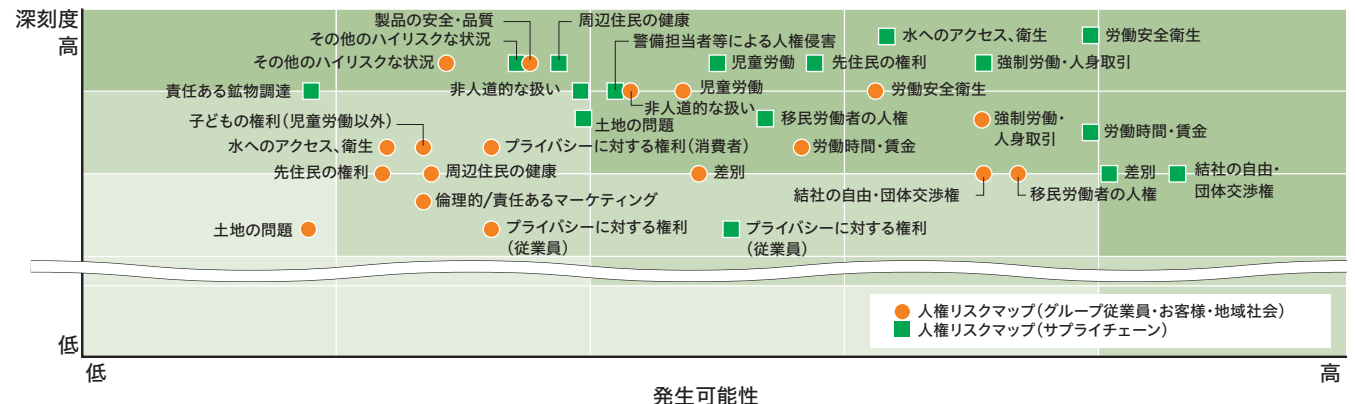 深刻度
高
製品の安全・品質
周辺住民の健康
その他のハイリスクな状況
警備担当者等による人権侵害
水へのアクセス、衛生
労働安全衛生
その他のハイリスクな状況
児童労働
先住民の権利
強制労働・人身取引
責任ある鉱物調達
非人道的な扱い
児童労働
労働安全衛生
非人道的な扱い
子どもの権利(児童労働以外)
土地の問題
移民労働者の人権
強制労働・
人身取引
労働時間・賃金
水へのアクセス、衛生
プライバシーに対する権利(消費者)
労働時間・賃金
先住民の権利
周辺住民の健康
差別
結社の自由・団体交渉権
移民労働者の人権
差別
結社の自由・
団体交渉権
倫理的/責任あるマーケティング
土地の問題
プライバシーに対する権利
(従業員)
プライバシーに対する権利
(従業員)
人権リスクマップ(グループ従業員・お客様・地域社会)
人権リスクマップ(サプライチェーン)
低
低
高
発生可能性